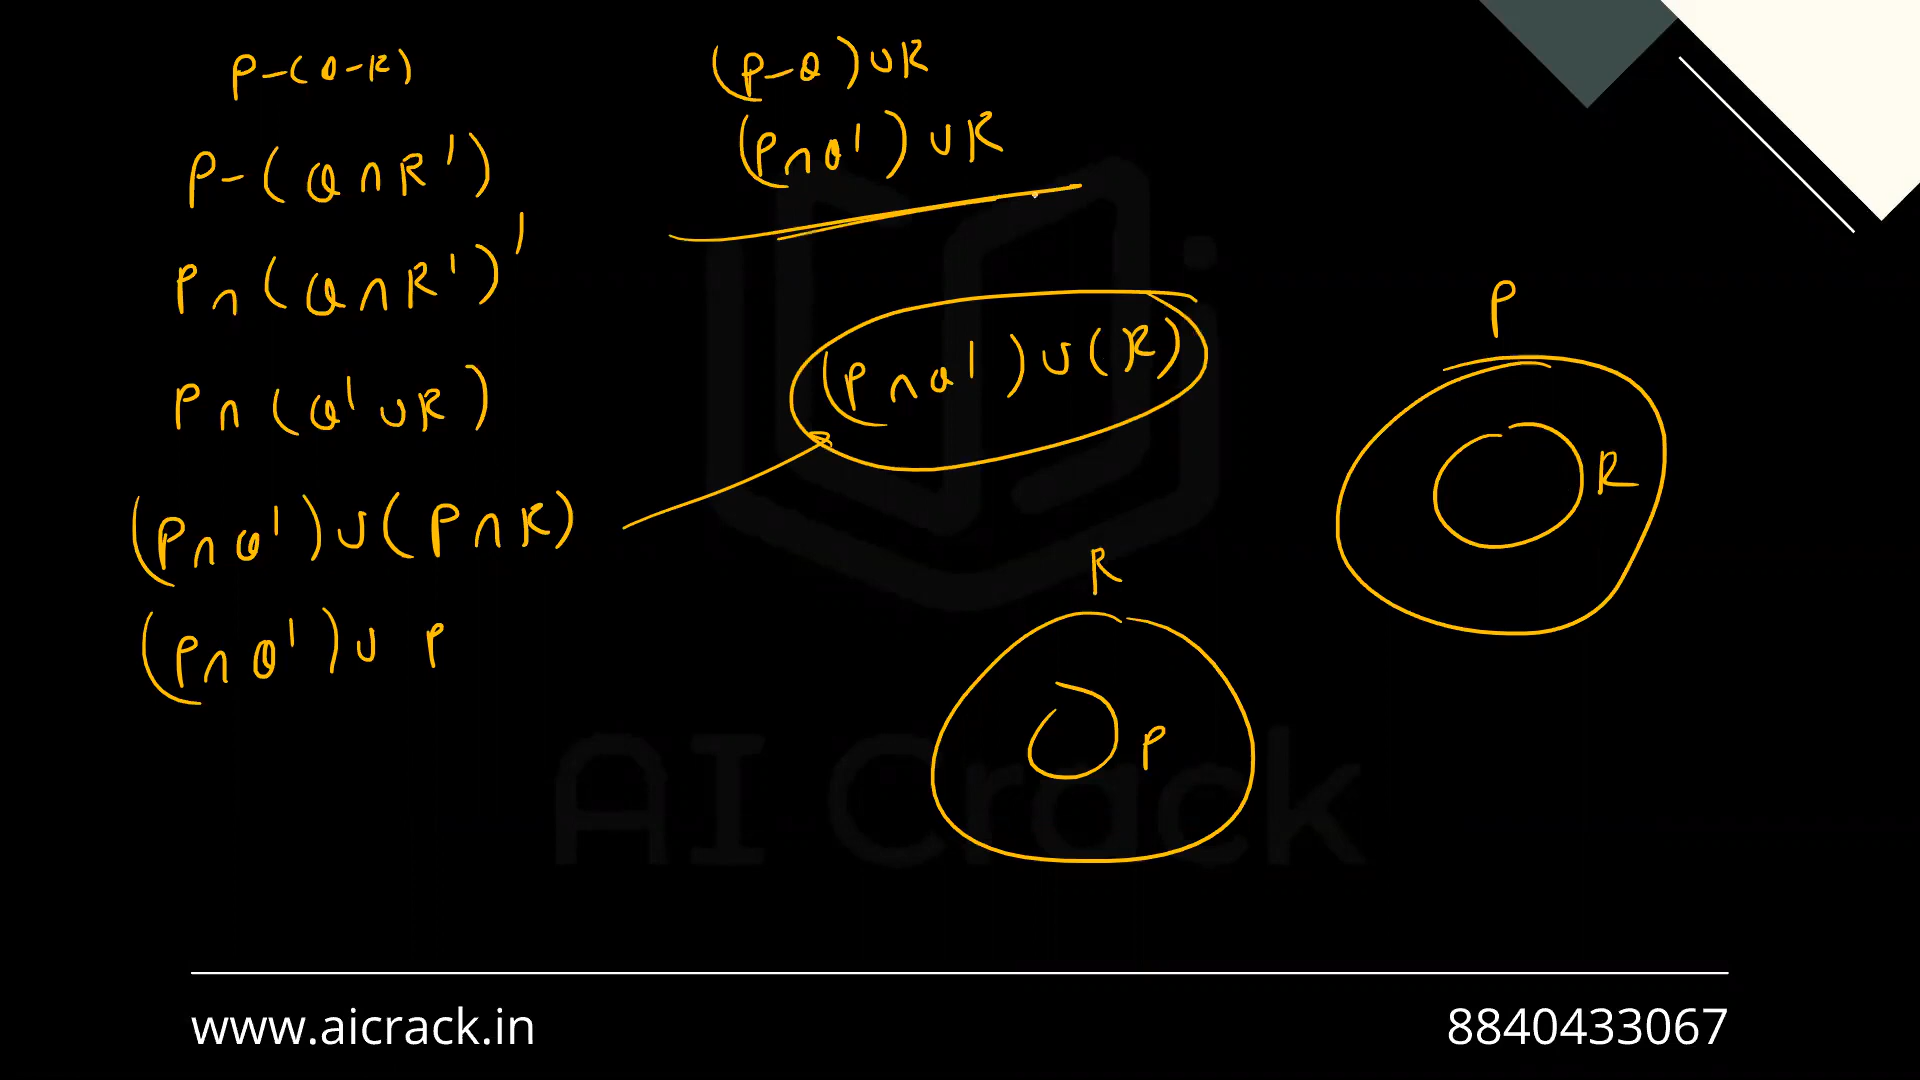 P-(Q-R)
P-(Q∩R')
P∩(Q∩R')'
P∩(Q'∪R)
(P∩Q')∪(P∩R)
(P∩Q')∪ P
(P-Q)∪R
(P∩Q')∪R
(P∩Q')∪(R)
R
P
P
R
AI Crack
www.aicrack.in
8840433067